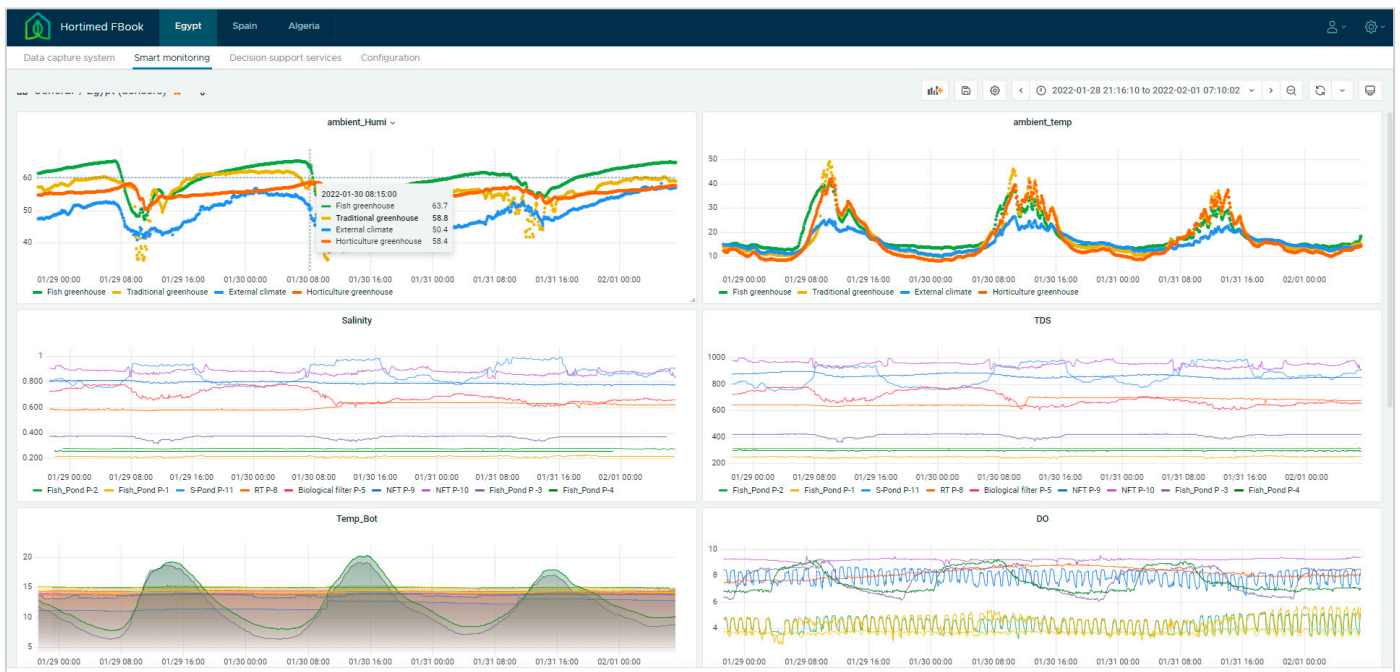 Hortimed FBook Egypt Spain Algeria
Data capture system Smart monitoring Decision support services Configuration
2022-01-28 21:16:10 to 2022-02-01 07:10:02
ambient_Humi
60
50
40
2022-01-30 08:15:00
Fish greenhouse 63.7
Traditional greenhouse 58.8
External climate 50.4
Horticulture greenhouse 58.4
01/29 00:00 01/29 08:00 01/29 16:00 01/30 00:00 01/30 08:00 01/30 16:00 01/31 00:00 01/31 08:00 01/31 16:00 02/01 00:00
Fish greenhouse Traditional greenhouse External climate Horticulture greenhouse
ambient_temp
50
40
30
20
10
01/29 00:00 01/29 08:00 01/29 16:00 01/30 00:00 01/30 08:00 01/30 16:00 01/31 00:00 01/31 08:00 01/31 16:00 02/01 00:00
Fish greenhouse Traditional greenhouse External climate Horticulture greenhouse
Salinity
1
0.800
0.600
0.400
0.200
01/29 00:00 01/29 08:00 01/29 16:00 01/30 00:00 01/30 08:00 01/30 16:00 01/31 00:00 01/31 08:00 01/31 16:00 02/01 00:00
Fish_Pond P-2 Fish_Pond P-1 S-Pond P-11 RT P-8 Biological filter P-5 NFT P-9 NFT P-10 Fish_Pond P -3 Fish_Pond P-4
TDS
1000
800
600
400
200
01/29 00:00 01/29 08:00 01/29 16:00 01/30 00:00 01/30 08:00 01/30 16:00 01/31 00:00 01/31 08:00 01/31 16:00 02/01 00:00
Fish_Pond P-2 Fish_Pond P-1 S-Pond P-11 RT P-8 Biological filter P-5 NFT P-9 NFT P-10 Fish_Pond P -3 Fish_Pond P-4
Temp_Bot
20
15
10
5
01/29 00:00 01/29 08:00 01/29 16:00 01/30 00:00 01/30 08:00 01/30 16:00 01/31 00:00 01/31 08:00 01/31 16:00 02/01 00:00
DO
10
8
6
4
01/29 00:00 01/29 08:00 01/29 16:00 01/30 00:00 01/30 08:00 01/30 16:00 01/31 00:00 01/31 08:00 01/31 16:00 02/01 00:00